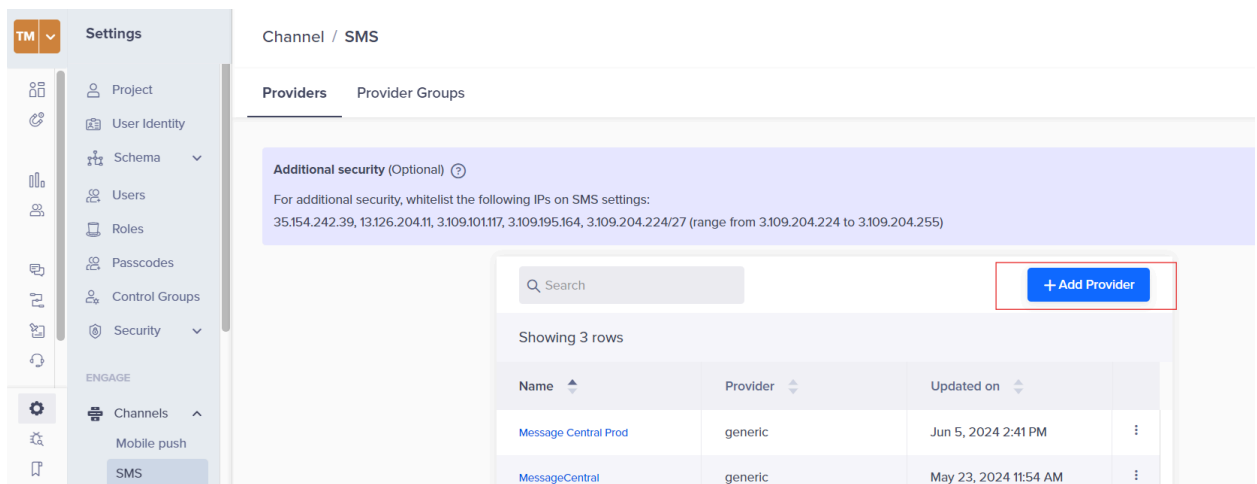 TM
Settings
Project
User Identity
Schema
Users
Roles
Passcodes
Control Groups
Security
ENGAGE
Channels
Mobile push
SMS
Channel / SMS
Providers Provider Groups
Additional security (Optional) ?
For additional security, whitelist the following IPs on SMS settings:
35.154.242.39, 13.126.204.11, 3.109.101.117, 3.109.195.164, 3.109.204.224/27 (range from 3.109.204.224 to 3.109.204.255)
Search
+ Add Provider
Showing 3 rows
Name Provider Updated on
Message Central Prod generic Jun 5, 2024 2:41 PM
MessageCentral generic May 23, 2024 11:54 AM